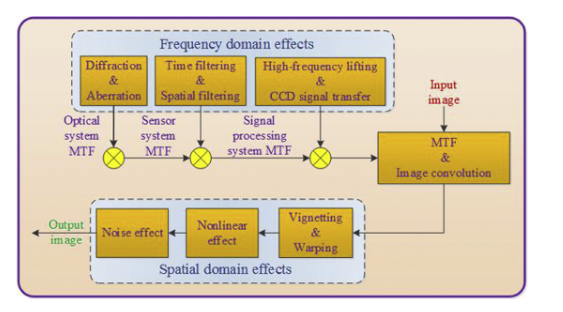 Frequency domain effects
Diffraction
&
Aberration
Time filtering
&
Spatial filtering
High-frequency lifting
&
CCD signal transfer
Input
image
Optical
system
MTF
Sensor
system
MTF
Signal
processing
system MTF
MTF
&
Image convolution
Output
image
Noise effect
Nonlinear
effect
Vignetting
&
Warping
Spatial domain effects